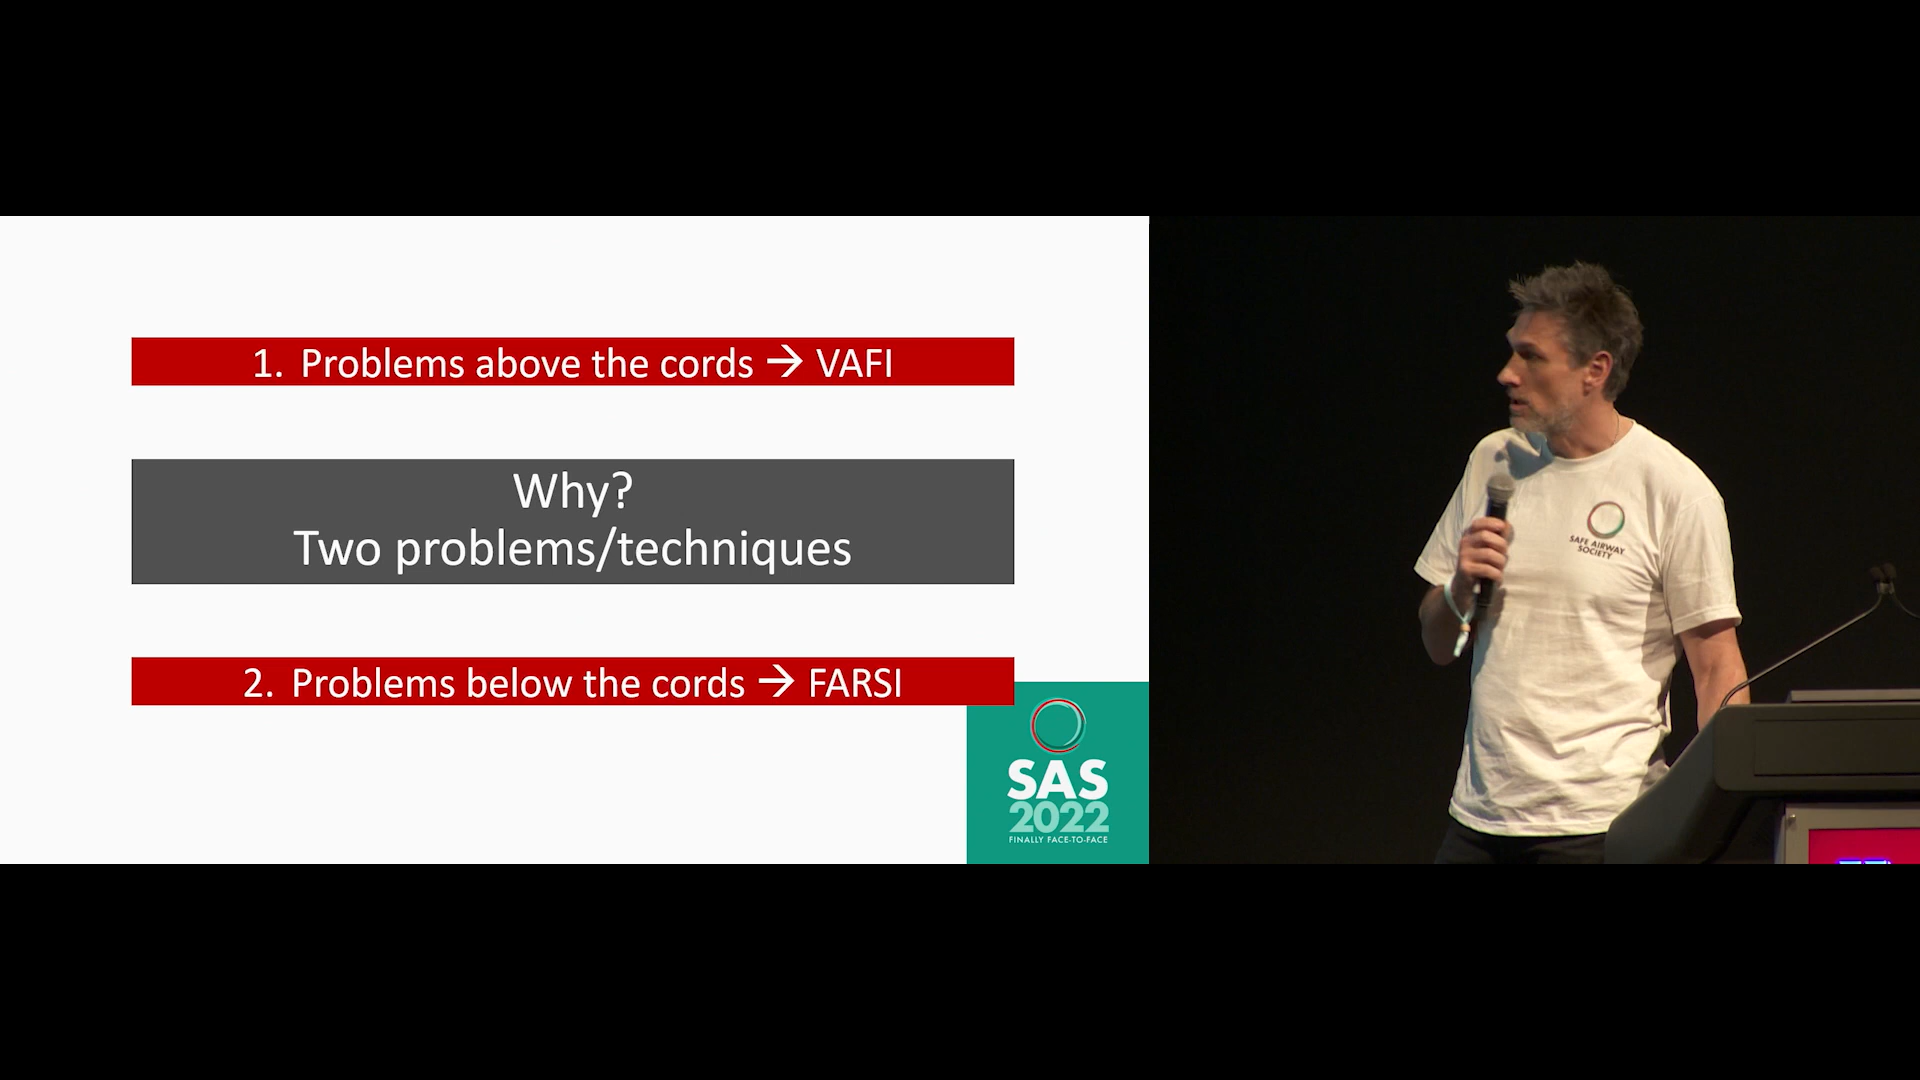 1. Problems above the cords → VAFI
Why?
Two problems/techniques
2. Problems below the cords → FARSI
SAS
2022
FINALLY FACE-TO-FACE
SAFE AIRWAY
SOCIETY